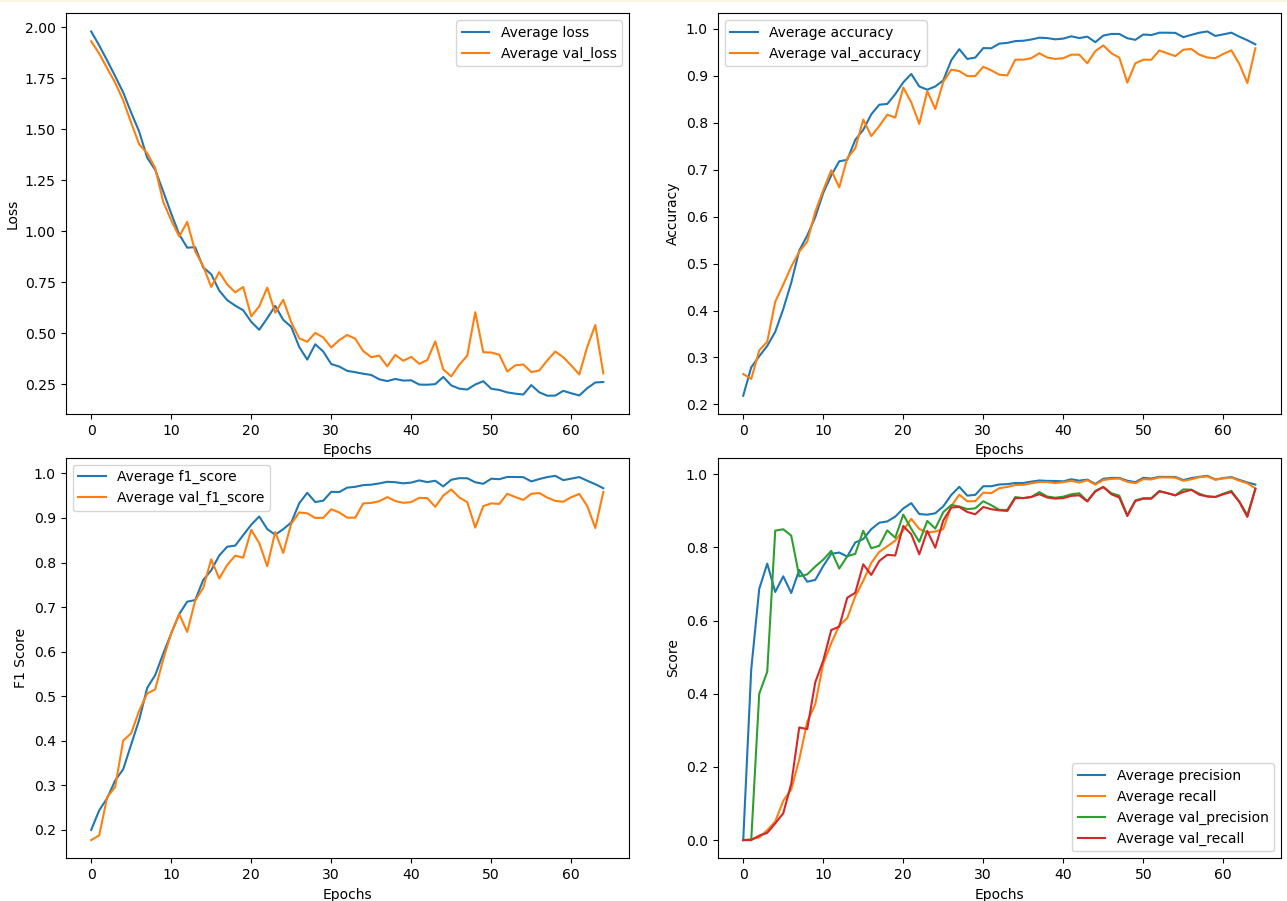 2.00
1.75
1.50
1.25
1.00
0.75
0.50
0.25
Loss
0 10 20 30 40 50 60
Epochs
Average loss
Average val_loss
1.0
0.9
0.8
0.7
0.6
0.5
0.4
0.3
0.2
Accuracy
0 10 20 30 40 50 60
Epochs
Average accuracy
Average val_accuracy
1.0
0.9
0.8
0.7
0.6
0.5
0.4
0.3
0.2
F1 Score
0 10 20 30 40 50 60
Epochs
Average f1_score
Average val_f1_score
1.0
0.8
0.6
0.4
0.2
0.0
Score
0 10 20 30 40 50 60
Epochs
Average precision
Average recall
Average val_precision
Average val_recall